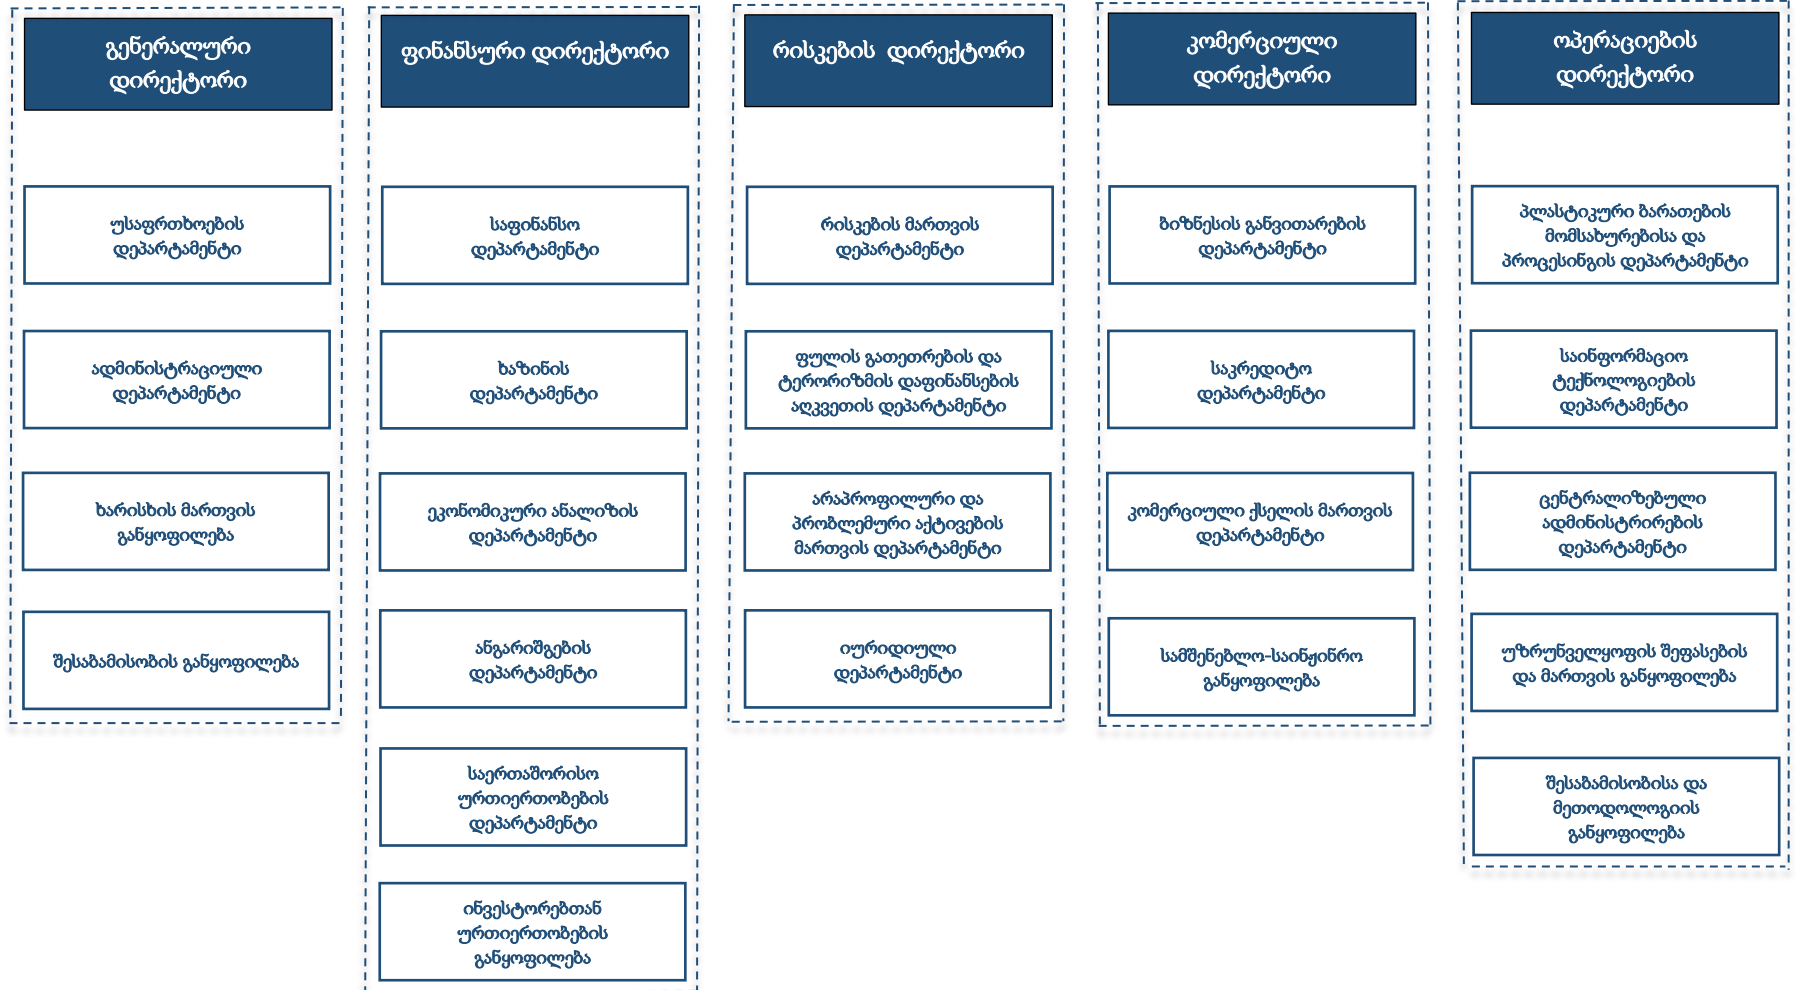 გენერალური
დირექტორი
უსაფრთხოების
დეპარტამენტი
ადმინისტრაციული
დეპარტამენტი
ხარისხის მართვის
განყოფილება
შესაბამისობის განყოფილება
ფინანსური დირექტორი
საფინანსო
დეპარტამენტი
ხაზინის
დეპარტამენტი
ეკონომიკური ანალიზის
დეპარტამენტი
ანგარიშგების
დეპარტამენტი
საერთაშორისო
ურთიერთობების
დეპარტამენტი
ინვესტორებთან
ურთიერთობების
განყოფილება
რისკების დირექტორი
რისკების მართვის
დეპარტამენტი
ფულის გათეთრების და
ტერორიზმის დაფინანსების
აღკვეთის დეპარტამენტი
არაპროფილური და
პრობლემური აქტივების
მართვის დეპარტამენტი
იურიდიული
დეპარტამენტი
კომერციული
დირექტორი
ბიზნესის განვითარების
დეპარტამენტი
საკრედიტო
დეპარტამენტი
კომერციული ქსელის მართვის
დეპარტამენტი
სამშენებლო-საინჟინრო
განყოფილება
ოპერაციების
დირექტორი
პლასტიკური ბარათების
მომსახურებისა და
პროცესინგის დეპარტამენტი
საინფორმაციო
ტექნოლოგიების
დეპარტამენტი
ცენტრალიზებული
ადმინისტრირების
დეპარტამენტი
უზრუნველყოფის შეფასების
და მართვის განყოფილება
შესაბამისობისა და
მეთოდოლოგიის
განყოფილება